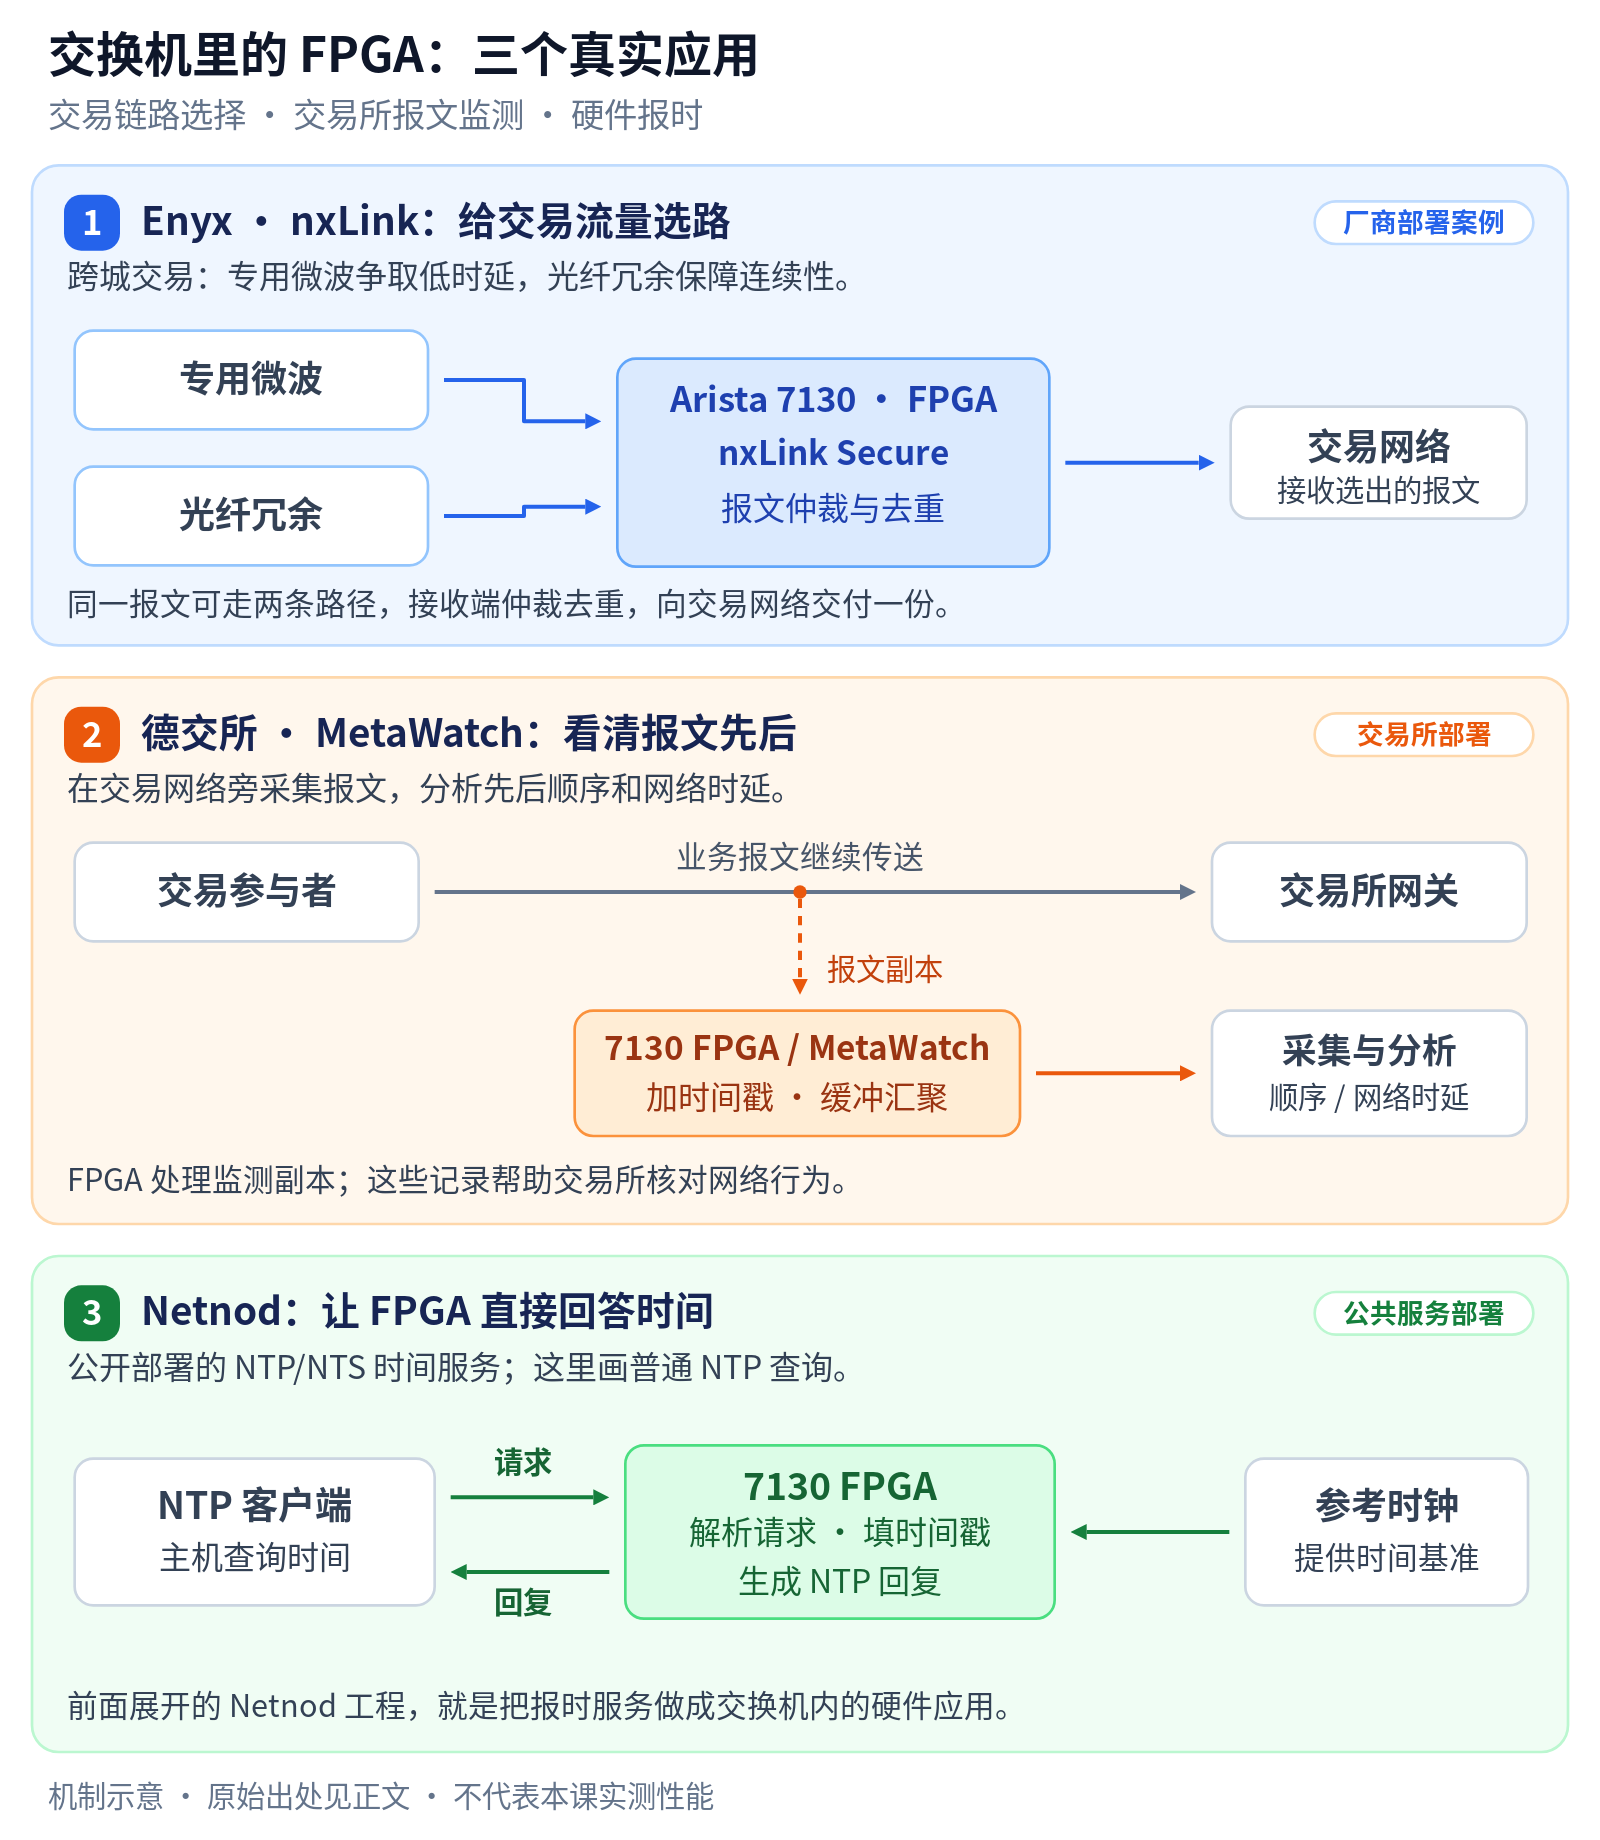 交换机里的 FPGA：三个真实应用
交易链路选择 · 交易所报文监测 · 硬件报时
1
Enyx · nxLink：给交易流量选路
厂商部署案例
跨城交易：专用微波争取低时延，光纤冗余保障连续性。
专用微波
光纤冗余
Arista 7130 · FPGA
nxLink Secure
报文仲裁与去重
交易网络
接收选出的报文
同一报文可走两条路径，接收端仲裁去重，向交易网络交付一份。
2
德交所 · MetaWatch：看清报文先后
交易所部署
在交易网络旁采集报文，分析先后顺序和网络时延。
交易参与者
业务报文继续传送
交易所网关
报文副本
7130 FPGA / MetaWatch
加时间戳 · 缓冲汇聚
采集与分析
顺序 / 网络时延
FPGA 处理监测副本；这些记录帮助交易所核对网络行为。
3
Netnod：让 FPGA 直接回答时间
公共服务部署
公开部署的 NTP/NTS 时间服务；这里画普通 NTP 查询。
NTP 客户端
主机查询时间
请求
回复
7130 FPGA
解析请求 · 填时间戳
生成 NTP 回复
参考时钟
提供时间基准
前面展开的 Netnod 工程，就是把报时服务做成交换机内的硬件应用。
机制示意 · 原始出处见正文 · 不代表本课实测性能